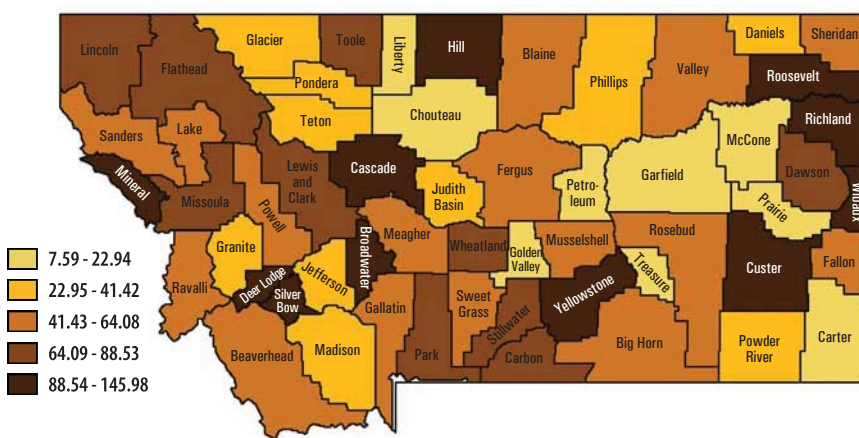 Lincoln
Flathead
Glacier
Toole
Liberty
Hill
Blaine
Phillips
Valley
Daniels
Sheridan
Roosevelt
Pondera
Teton
Chouteau
Richland
McCone
Sanders
Lake
Lewis
and
Clark
Cascade
Fergus
Petro-
leum
Garfield
Dawson
Mineral
Missoula
Powell
Judith
Basin
Prairie
Wibaux
Granite
Broadwater
Meagher
Wheatland
Golden
Valley
Musselshell
Rosebud
Treasure
Custer
Fallon
Ravalli
Deer Lodge
Silver
Bow
Jefferson
Gallatin
Sweet
Grass
Stillwater
Yellowstone
Beaverhead
Madison
Park
Carbon
Big Horn
Powder
River
Carter
7.59 - 22.94
22.95 - 41.42
41.43 - 64.08
64.09 - 88.53
88.54 - 145.98